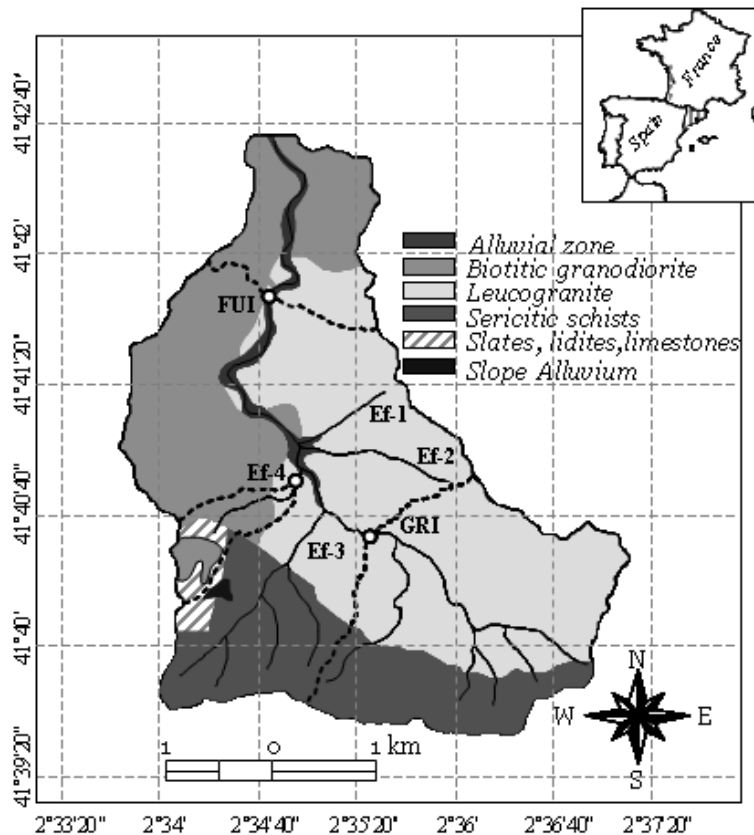 France
Spain
41°42'40"
41°42'
41°41'20"
41°40'40"
41°40'
41°39'20"
Alluvial zone
Biotitic granodiorite
Leucogranite
Sericitic schists
Slates, lidites,limestones
Slope Alluvium
FUI
Ef-1
Ef-2
Ef-4
GRI
Ef-3
N
W E
S
1 0 1 km
2°33'20" 2°34' 2°34'40" 2°35'20" 2°36' 2°36'40" 2°37'20"